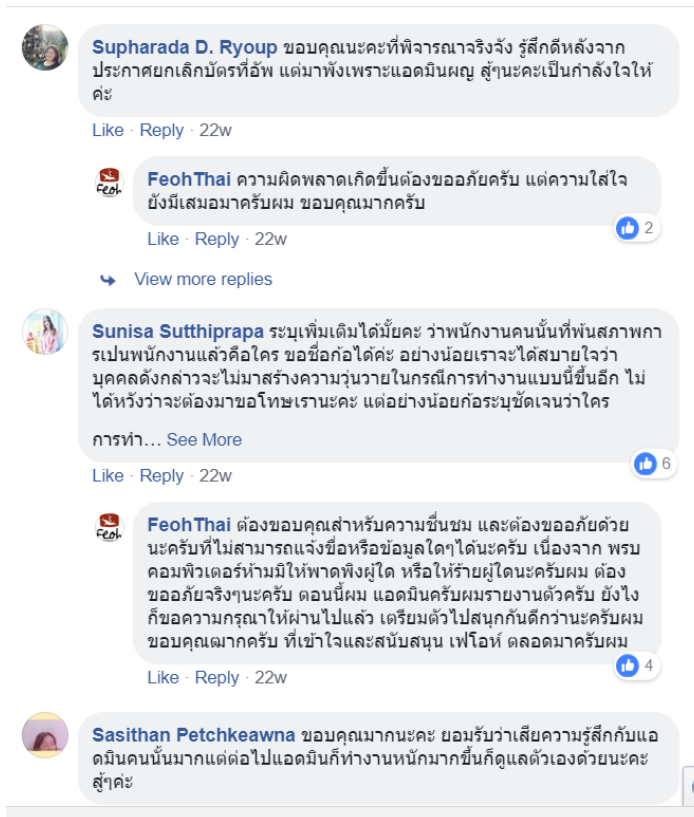 Supharada D. Ryoup ขอบคุณนะคะที่พิจารณาจริงจัง รู้สึกดีหลังจาก
ประกาศยกเลิกบัตรที่อัพ แต่มาพังเพราะแอดมินผญ สู้ๆนะคะเป็นกำลังใจให้
ค่ะ
Like · Reply · 22w
Feoh
FeohThai ความผิดพลาดเกิดขึ้นต้องขออภัยครับ แต่ความใส่ใจ
ยังมีเสมอมาครับผม ขอบคุณมากครับ
2
Like · Reply · 22w
View more replies
Sunisa Sutthiprapa ระบุเพิ่มเติมได้มั้ยคะ ว่าพนักงานคนนั้นที่พ้นสภาพกา
รเปนพนักงานแล้วคือใคร ขอชื่อก้อได้ค่ะ อย่างน้อยเราจะได้สบายใจว่า
บุคคลดังกล่าวจะไม่มาสร้างความวุ่นวายในกรณีการทำงานแบบนี้ขึ้นอีก ไม่
ได้หวังว่าจะต้องมาขอโทษเรานะคะ แต่อย่างน้อยก้อระบุชัดเจนว่าใคร
การทำ... See More
6
Like · Reply · 22w
Feoh
FeohThai ต้องขอบคุณสำหรับความชื่นชม และต้องขออภัยด้วย
นะครับที่ไม่สามารถแจ้งชื่อหรือข้อมูลใดๆได้นะครับ เนื่องจาก พรบ
คอมพิวเตอร์ห้ามมิให้พาดพิงผู้ใด หรือให้ร้ายผู้ใดนะครับผม ต้อง
ขออภัยจริงๆนะครับ ตอนนี้ผม แอดมินครับผมรายงานตัวครับ ยังไง
ก็ขอความกรุณาให้ผ่านไปแล้ว เตรียมตัวไปสนุกกันดีกว่านะครับผม
ขอบคุณฒากครับ ที่เข้าใจและสนับสนุน เฟโอห์ ตลอดมาครับผม
4
Like · Reply · 22w
Sasithan Petchkeawna ขอบคุณมากนะคะ ยอมรับว่าเสียความรู้สึกกับแอ
ดมินคนนั้นมากแต่ต่อไปแอดมินก็ทำงานหนักมากขึ้นก็ดูแลตัวเองด้วยนะคะ
สู้ๆค่ะ